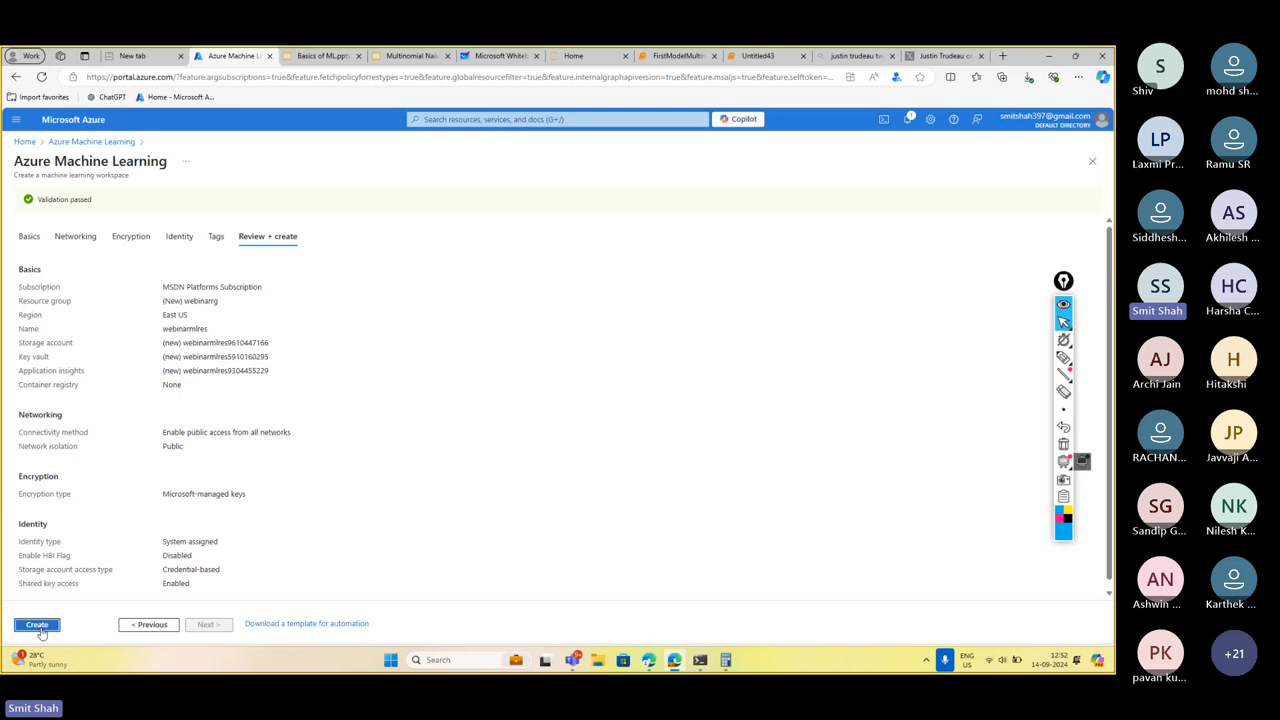 Work
New tab
Azure Machine L
Basics of ML.ppt
Multinomial Nai
Microsoft Whiteb
Home
FirstModelMulti
Untitled43
justin trudeau tw
Justin Trudeau o
https://portal.azure.com/?feature.argsubscriptions=true&feature.fetchpolicyforrestypes=true&feature.globalresourcefilter=true&feature.internalgraphapiversion=true&feature.msaljs=true&feature.selftoken=...
Import favorites
ChatGPT
Home - Microsoft A...
Microsoft Azure
Search resources, services, and docs (G+/)
Copilot
1
smitshah397@gmail.com
DEFAULT DIRECTORY
Home > Azure Machine Learning >
Azure Machine Learning ...
Create a machine learning workspace
Validation passed
Basics Networking Encryption Identity Tags Review + create
Basics
Subscription MSDN Platforms Subscription
Resource group (New) webinarrg
Region East US
Name webinarmlres
Storage account (new) webinarmlres9610447166
Key vault (new) webinarmlres5910160295
Application insights (new) webinarmlres9304455229
Container registry None
Networking
Connectivity method Enable public access from all networks
Network isolation Public
Encryption
Encryption type Microsoft-managed keys
Identity
Identity type System assigned
Enable HBI Flag Disabled
Storage account access type Credential-based
Shared key access Enabled
Create
< Previous
Next >
Download a template for automation
28°C
Partly sunny
Search
ENG
US
12:52
14-09-2024
Smit Shah
S
Shiv
mohd sh...
LP
Laxmi Pr...
Ramu SR
Siddhesh...
AS
Akhilesh ...
SS
Smit Shah
HC
Harsha C...
AJ
Archi Jain
H
Hitakshi
RACHAN...
JP
Javvaji A...
SG
Sandip G...
NK
Nilesh K...
AN
Ashwin ...
Karthek ...
PK
pavan ku...
+21